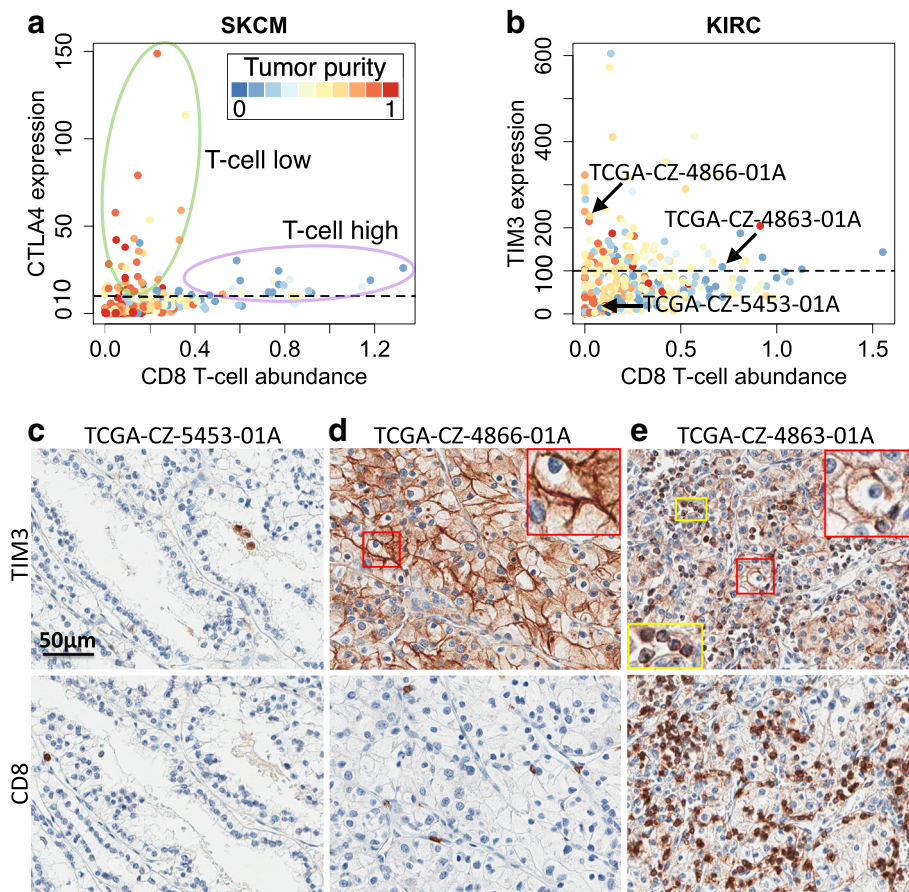 a
SKCM
CTLA4 expression
150
100
50
10
0
Tumor purity
0 1
T-cell low
T-cell high
0.0 0.4 0.8 1.2
CD8 T-cell abundance
b
KIRC
TIM3 expression
600
400
200
100
0
TCGA-CZ-4866-01A
TCGA-CZ-4863-01A
TCGA-CZ-5453-01A
0.0 0.5 1.0 1.5
CD8 T-cell abundance
c TCGA-CZ-5453-01A
d TCGA-CZ-4866-01A
e TCGA-CZ-4863-01A
TIM3
50μm
CD8